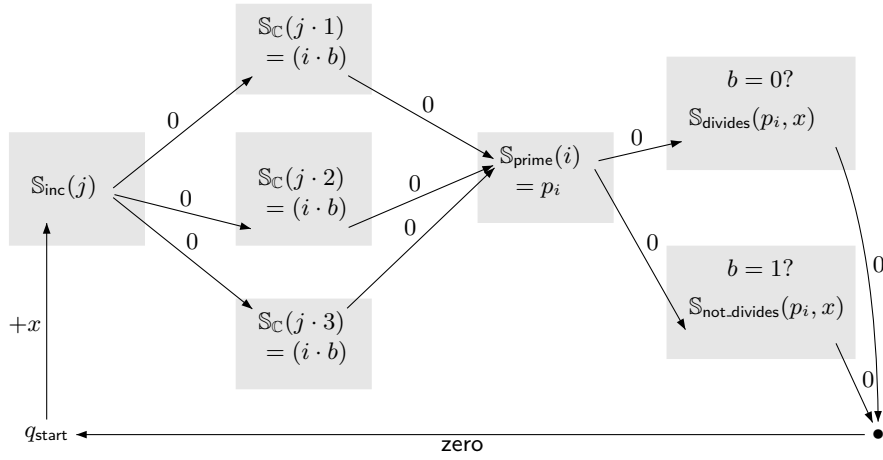 𝕊_ℂ(j · 1)
= (i · b)
0
0
b = 0?
𝕊_divides(p_i, x)
0
𝕊_inc(j)
0
𝕊_ℂ(j · 2)
= (i · b)
0
𝕊_prime(i)
= p_i
0
0
0
0
b = 1?
𝕊_not_divides(p_i, x)
𝕊_ℂ(j · 3)
= (i · b)
+x
0
q_start
zero